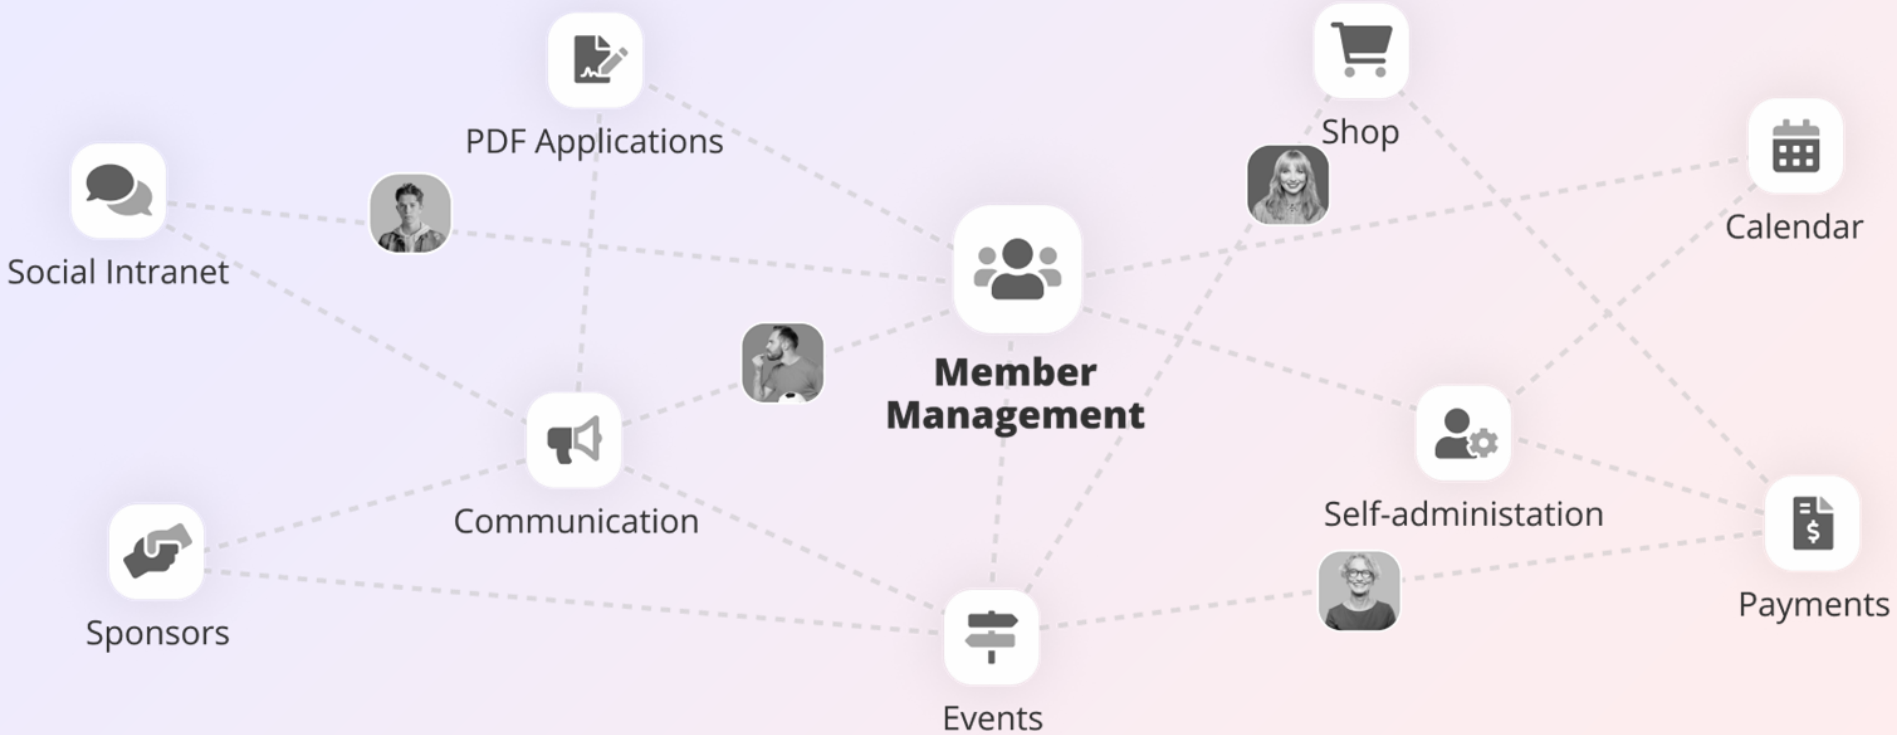 PDF Applications
Shop
Calendar
Social Intranet
Member
Management
Communication
Self-administation
Payments
Sponsors
Events